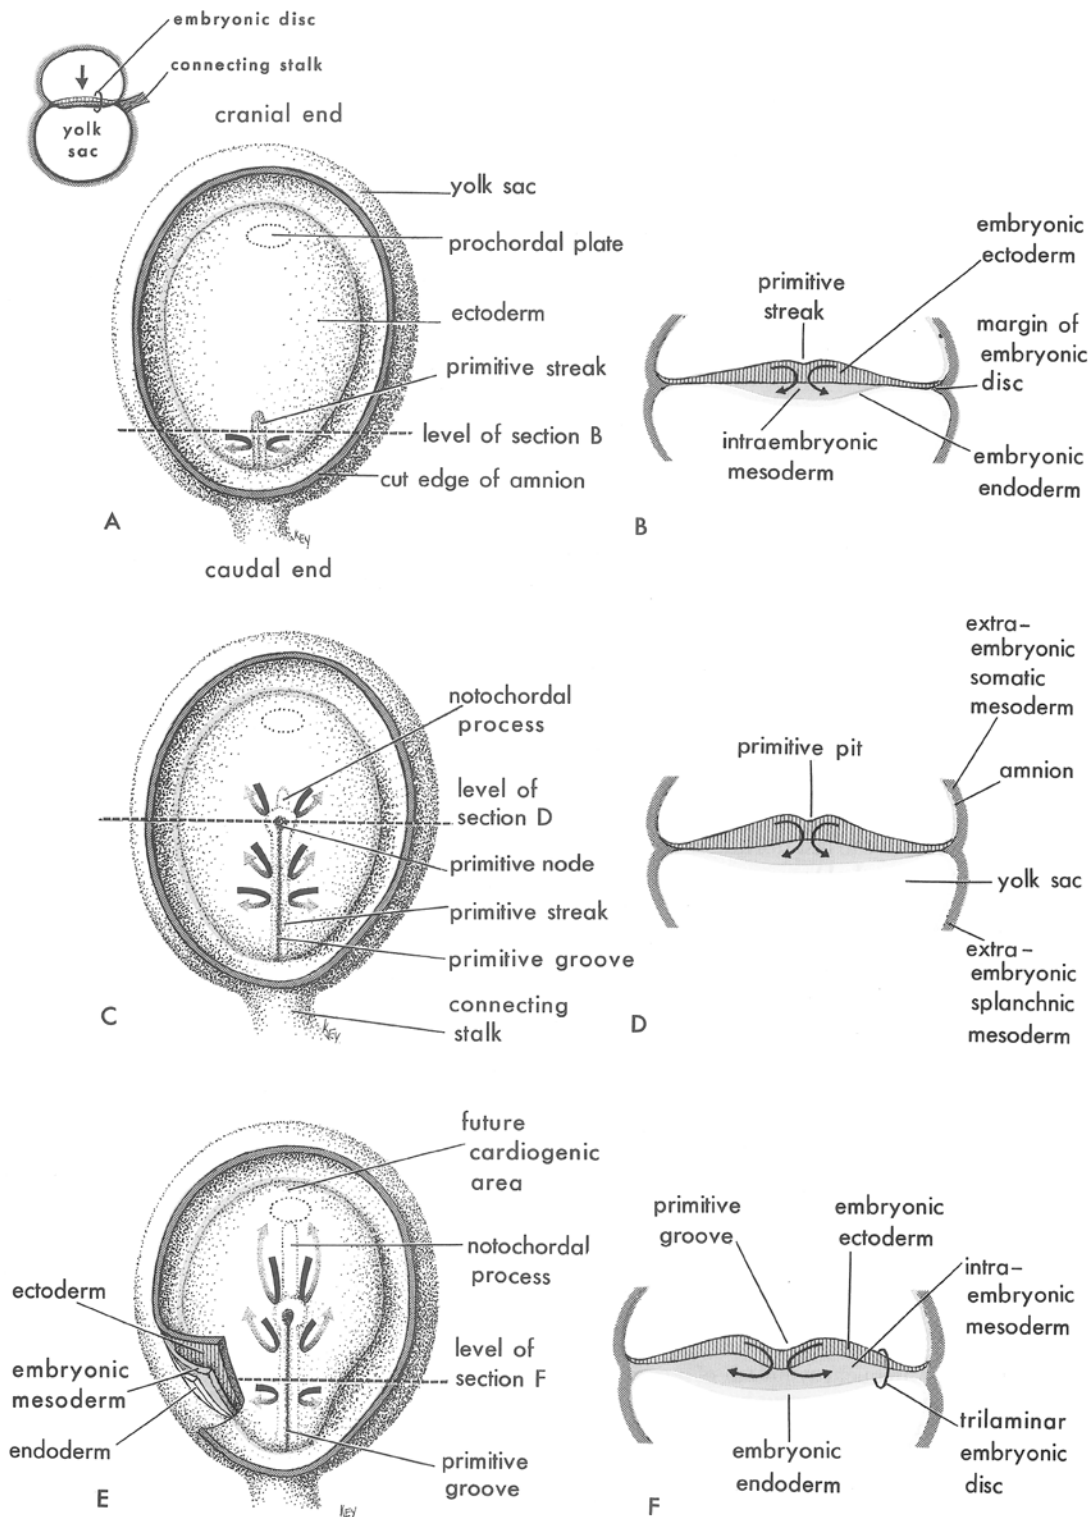 embryonic disc
connecting stalk
yolk
sac
cranial end
yolk sac
prochordal plate
ectoderm
primitive streak
level of section B
cut edge of amnion
A
KEY
caudal end
embryonic
ectoderm
primitive
streak
margin of
embryonic
disc
intraembryonic
mesoderm
embryonic
endoderm
B
notochordal
process
level of
section D
primitive node
primitive streak
primitive groove
connecting
stalk
C
KEY
extra-
embryonic
somatic
mesoderm
primitive pit
amnion
yolk sac
extra-
embryonic
splanchnic
mesoderm
D
future
cardiogenic
area
notochordal
process
ectoderm
embryonic
mesoderm
endoderm
level of
section F
primitive
groove
E
KEY
primitive
groove
embryonic
ectoderm
intra-
embryonic
mesoderm
trilaminar
embryonic
disc
embryonic
endoderm
F